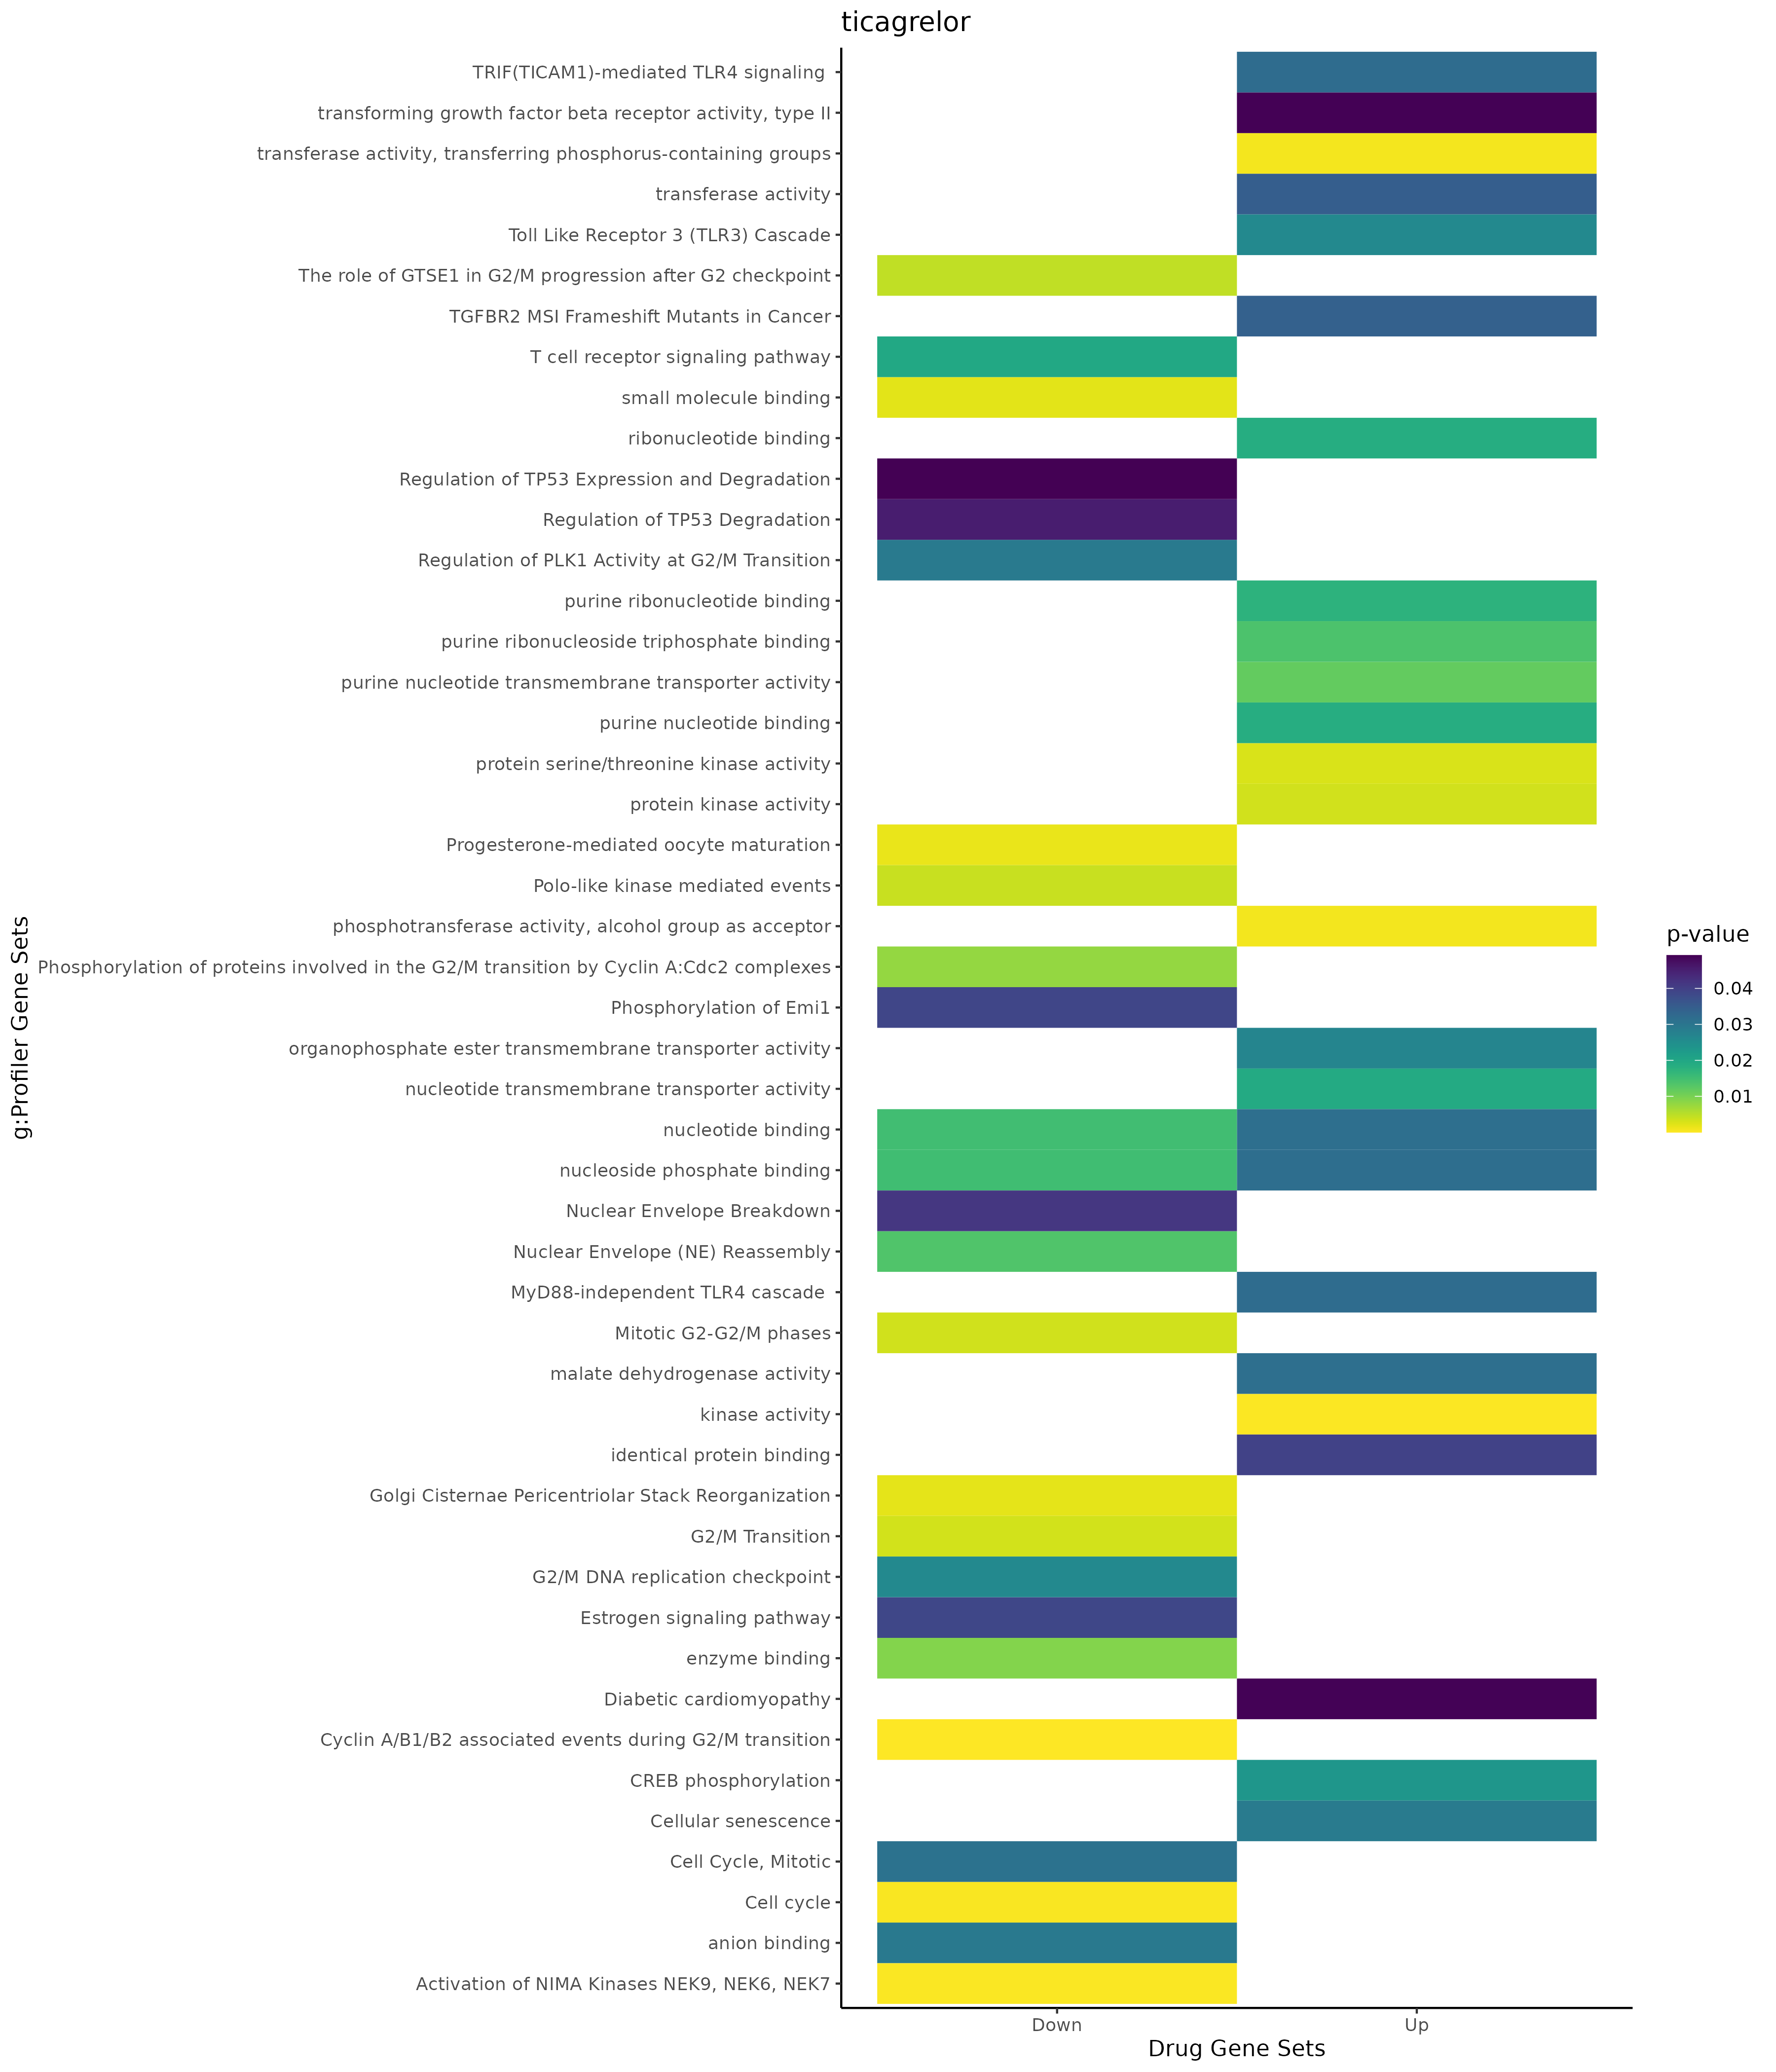 ticagrelor
TRIF(TICAM1)-mediated TLR4 signaling
transforming growth factor beta receptor activity, type II
transferase activity, transferring phosphorus-containing groups
transferase activity
Toll Like Receptor 3 (TLR3) Cascade
The role of GTSE1 in G2/M progression after G2 checkpoint
TGFBR2 MSI Frameshift Mutants in Cancer
T cell receptor signaling pathway
small molecule binding
ribonucleotide binding
Regulation of TP53 Expression and Degradation
Regulation of TP53 Degradation
Regulation of PLK1 Activity at G2/M Transition
purine ribonucleotide binding
purine ribonucleoside triphosphate binding
purine nucleotide transmembrane transporter activity
purine nucleotide binding
protein serine/threonine kinase activity
protein kinase activity
Progesterone-mediated oocyte maturation
Polo-like kinase mediated events
phosphotransferase activity, alcohol group as acceptor
Phosphorylation of proteins involved in the G2/M transition by Cyclin A:Cdc2 complexes
Phosphorylation of Emi1
organophosphate ester transmembrane transporter activity
nucleotide transmembrane transporter activity
nucleotide binding
nucleoside phosphate binding
Nuclear Envelope Breakdown
Nuclear Envelope (NE) Reassembly
MyD88-independent TLR4 cascade
Mitotic G2-G2/M phases
malate dehydrogenase activity
kinase activity
identical protein binding
Golgi Cisternae Pericentriolar Stack Reorganization
G2/M Transition
G2/M DNA replication checkpoint
Estrogen signaling pathway
enzyme binding
Diabetic cardiomyopathy
Cyclin A/B1/B2 associated events during G2/M transition
CREB phosphorylation
Cellular senescence
Cell Cycle, Mitotic
Cell cycle
anion binding
Activation of NIMA Kinases NEK9, NEK6, NEK7
g:Profiler Gene Sets
Down
Up
Drug Gene Sets
p-value
0.04
0.03
0.02
0.01